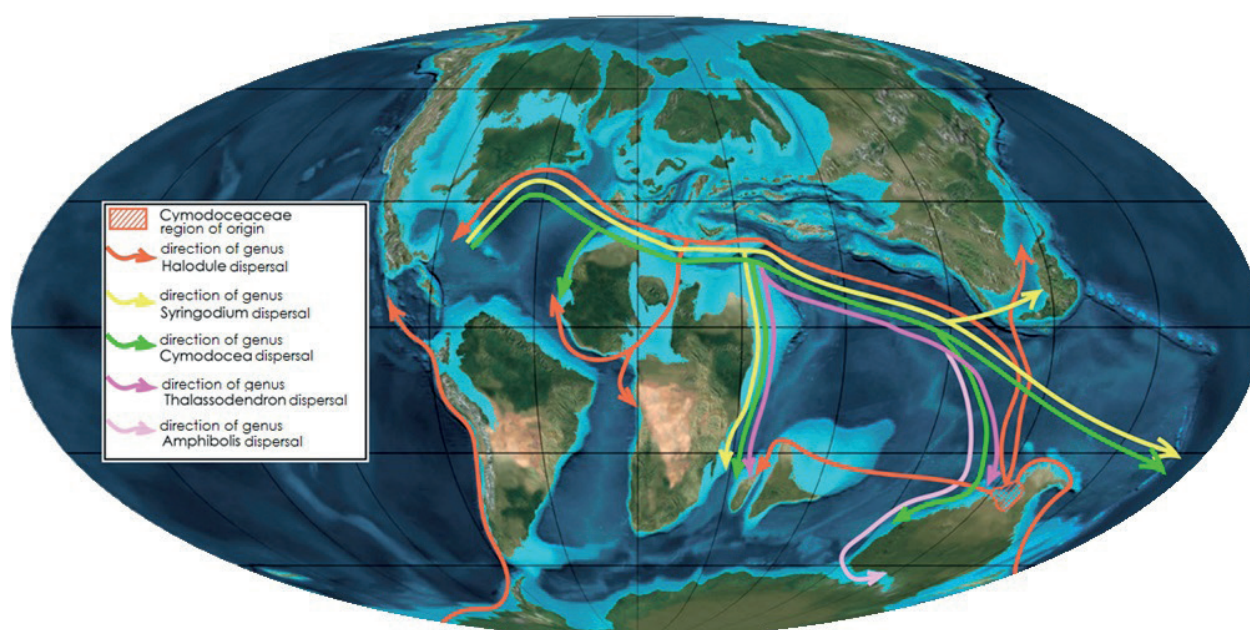 Cymodoceaceae
region of origin
direction of genus
Halodule dispersal
direction of genus
Syringodium dispersal
direction of genus
Cymodocea dispersal
direction of genus
Thalassodendron dispersal
direction of genus
Amphibolis dispersal